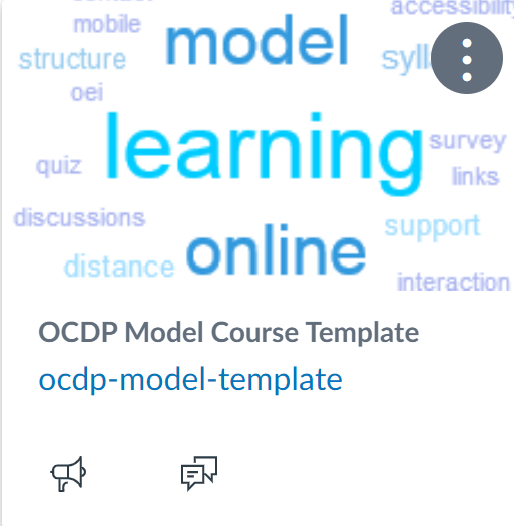 accessibility
mobile
model
structure
oei
learning
survey
quiz
links
discussions
support
online
distance
interaction
OCDP Model Course Template
ocdp-model-template